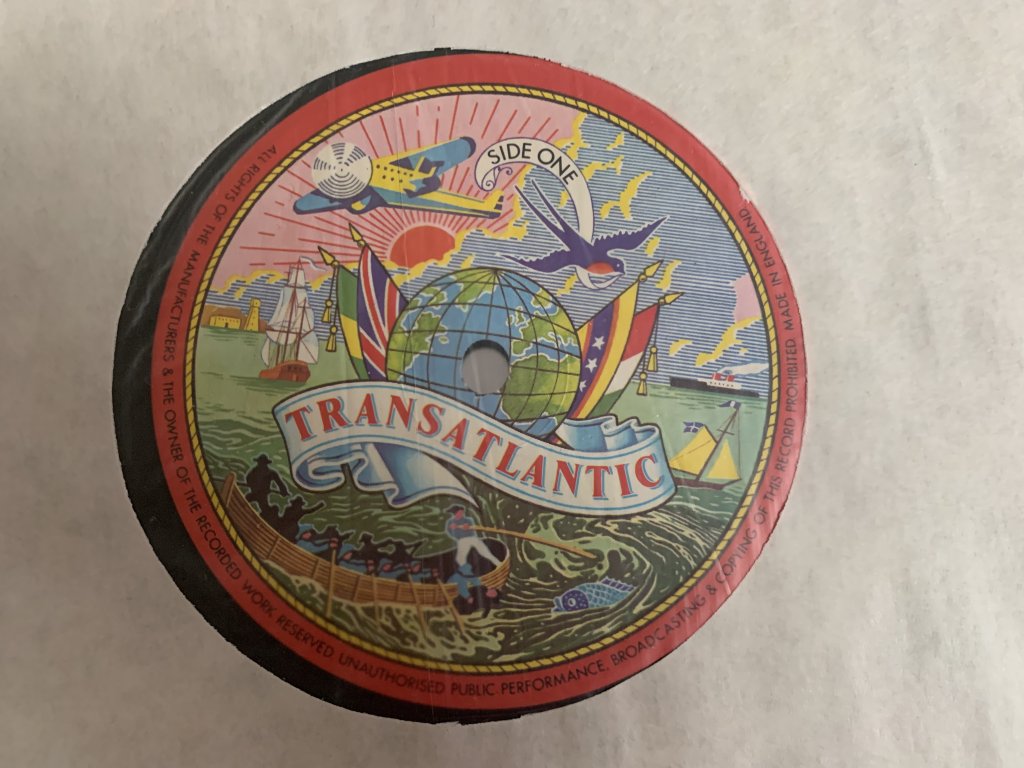 SIDE ONE
TRANSATLANTIC
ALL RIGHTS OF THE MANUFACTURERS & THE OWNER OF THE RECORDED WORK RESERVED UNAUTHORISED PUBLIC PERFORMANCE, BROADCASTING & COPYING OF THIS RECORD PROHIBITED MADE IN ENGLAND